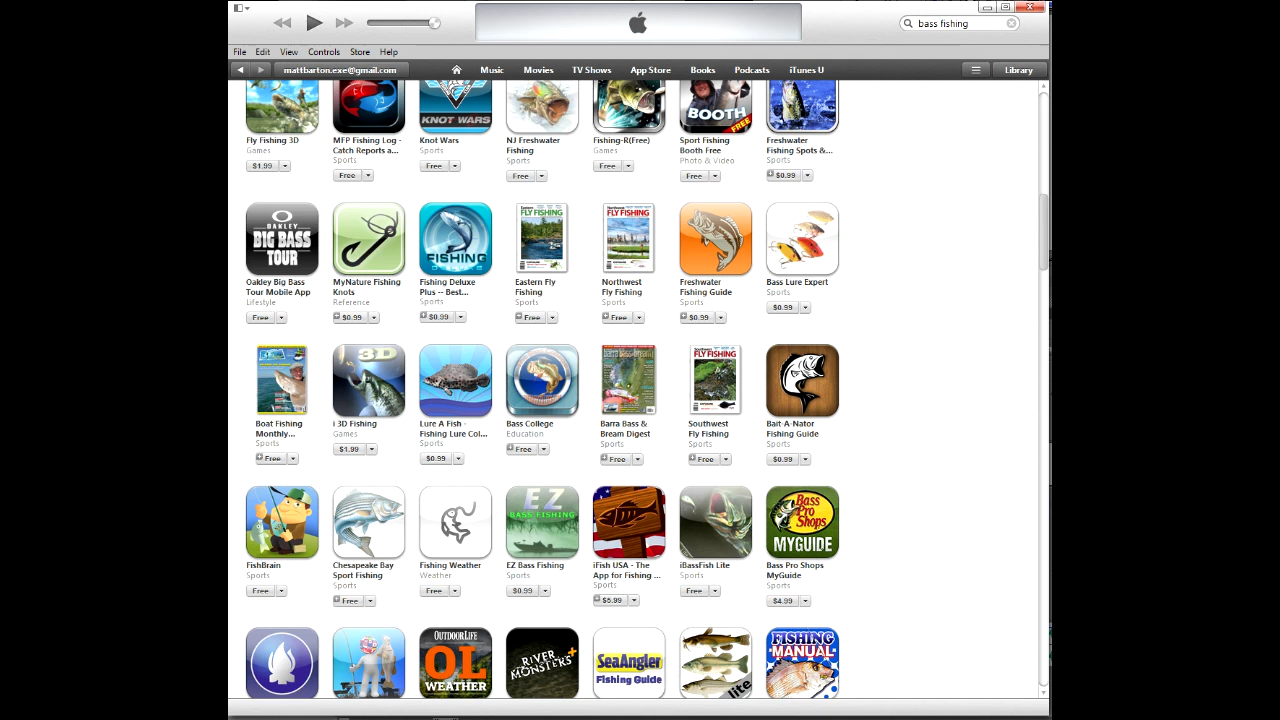 bass fishing
File Edit View Controls Store Help
mattbarton.exe@gmail.com Music Movies TV Shows App Store Books Podcasts iTunes U Library
KNOT WARS
BOOTH
FREE
Fly Fishing 3D
Games
$1.99
MFP Fishing Log -
Catch Reports a...
Sports
Free
Knot Wars
Sports
Free
NJ Freshwater
Fishing
Sports
Free
Fishing-R(Free)
Games
Free
Sport Fishing
Booth Free
Photo & Video
Free
Freshwater
Fishing Spots &...
Sports
$0.99
OAKLEY
BIG BASS
TOUR
Oakley Big Bass
Tour Mobile App
Lifestyle
Free
MyNature Fishing
Knots
Reference
$0.99
FISHING
DELUXE
Fishing Deluxe
Plus -- Best...
Sports
$0.99
Eastern
FLY FISHING
Eastern Fly
Fishing
Sports
Free
Northwest
FLY FISHING
Northwest
Fly Fishing
Sports
Free
Freshwater
Fishing Guide
Sports
$0.99
Bass Lure Expert
Sports
$0.99
Boat Fishing
Monthly...
Sports
Free
3D
i 3D Fishing
Games
$1.99
Lure A Fish -
Fishing Lure Col...
Sports
$0.99
Bass College
Education
Free
Barra Bass &
Bream Digest
Sports
Free
Southwest
FLY FISHING
Southwest
Fly Fishing
Sports
Free
Bait-A-Nator
Fishing Guide
Sports
$0.99
FishBrain
Sports
Free
Chesapeake Bay
Sport Fishing
Sports
Free
Fishing Weather
Weather
Free
EZ
BASS FISHING
EZ Bass Fishing
Sports
$0.99
iFish USA - The
App for Fishing ...
Sports
$5.99
iBassFish Lite
Sports
Free
Bass
Pro
Shops
MYGUIDE
Bass Pro Shops
MyGuide
Sports
$4.99
OUTDOORLIFE
OL
WEATHER
RIVER
MONSTERS
SeaAngler
Fishing Guide
lite
FISHING
MANUAL